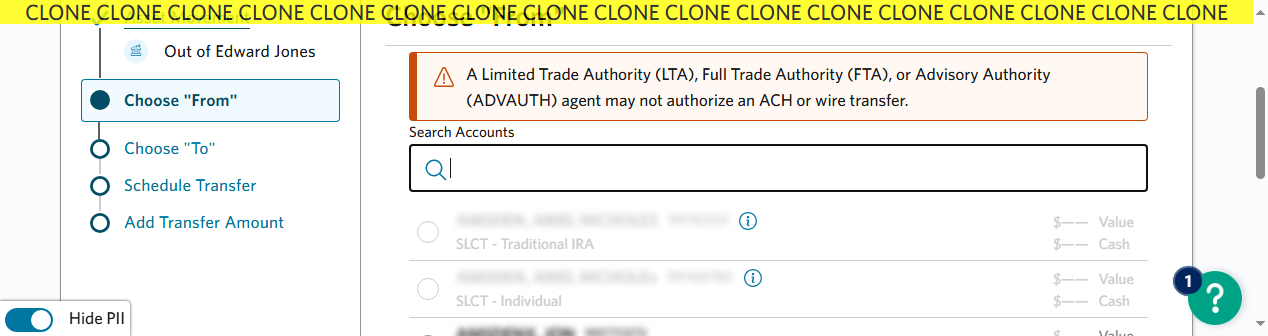 CLONE CLONE CLONE CLONE CLONE CLONE CLONE CLONE CLONE CLONE CLONE CLONE CLONE CLONE CLONE CLONE CLONE
Choose "From"
Out of Edward Jones
Choose "From"
Choose "To"
Schedule Transfer
Add Transfer Amount
Hide PII
A Limited Trade Authority (LTA), Full Trade Authority (FTA), or Advisory Authority
(ADVAUTH) agent may not authorize an ACH or wire transfer.
Search Accounts
$—— Value
SLCT - Traditional IRA $—— Cash
$—— Value
SLCT - Individual $—— Cash
Value
1
?